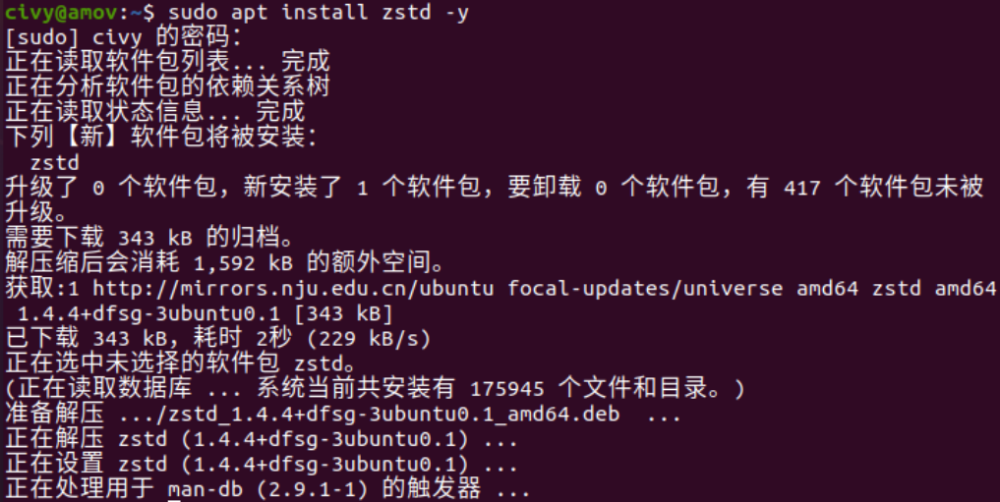 civy@amov:~$ sudo apt install zstd -y
[sudo] civy 的密码：
正在读取软件包列表... 完成
正在分析软件包的依赖关系树
正在读取状态信息... 完成
下列【新】软件包将被安装：
  zstd
升级了 0 个软件包，新安装了 1 个软件包，要卸载 0 个软件包，有 417 个软件包未被
升级。
需要下载 343 kB 的归档。
解压缩后会消耗 1,592 kB 的额外空间。
获取:1 http://mirrors.nju.edu.cn/ubuntu focal-updates/universe amd64 zstd amd64
 1.4.4+dfsg-3ubuntu0.1 [343 kB]
已下载 343 kB，耗时 2秒 (229 kB/s)
正在选中未选择的软件包 zstd。
(正在读取数据库 ... 系统当前共安装有 175945 个文件和目录。)
准备解压 .../zstd_1.4.4+dfsg-3ubuntu0.1_amd64.deb  ...
正在解压 zstd (1.4.4+dfsg-3ubuntu0.1) ...
正在设置 zstd (1.4.4+dfsg-3ubuntu0.1) ...
正在处理用于 man-db (2.9.1-1) 的触发器 ...